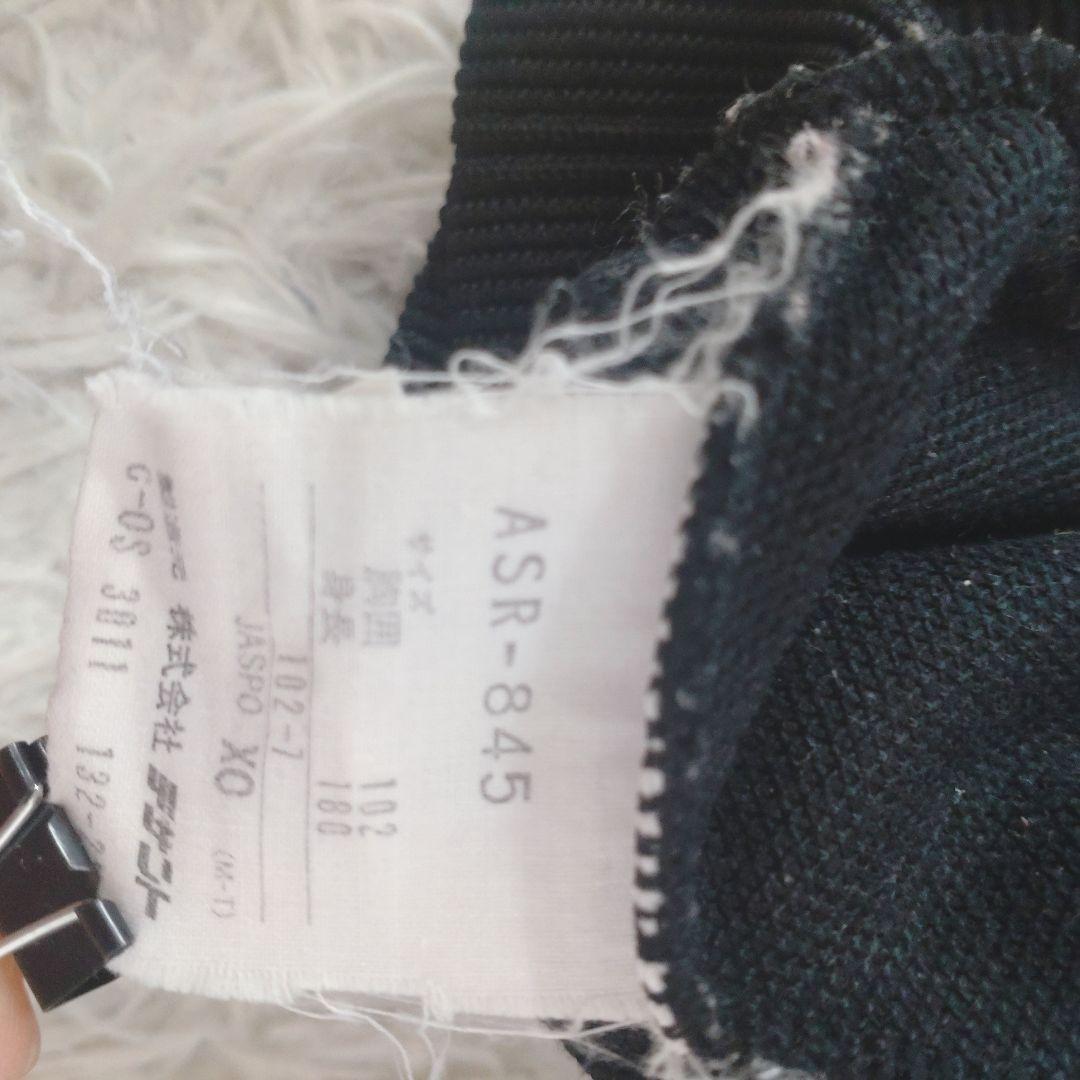 ASR-845
サイズ
胸囲 102
身長 180
102-7
JASPO XO (M-T)
株式会社 デサント
G-OS 3011 132-